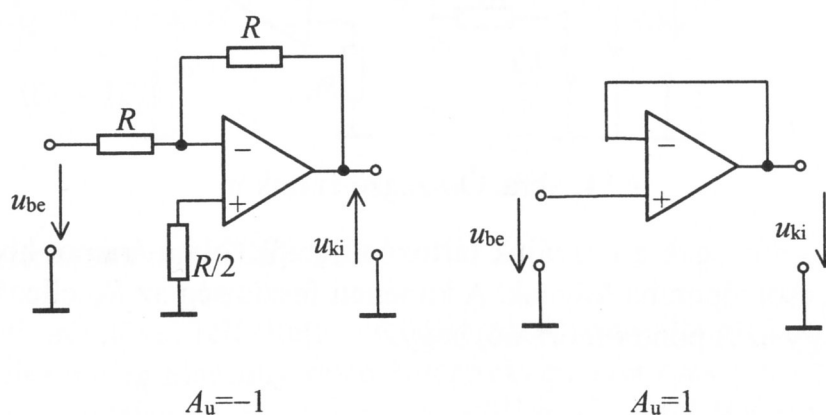 R
R
−
+
R/2
u_be
u_ki
A_u=−1
−
+
u_be
u_ki
A_u=1